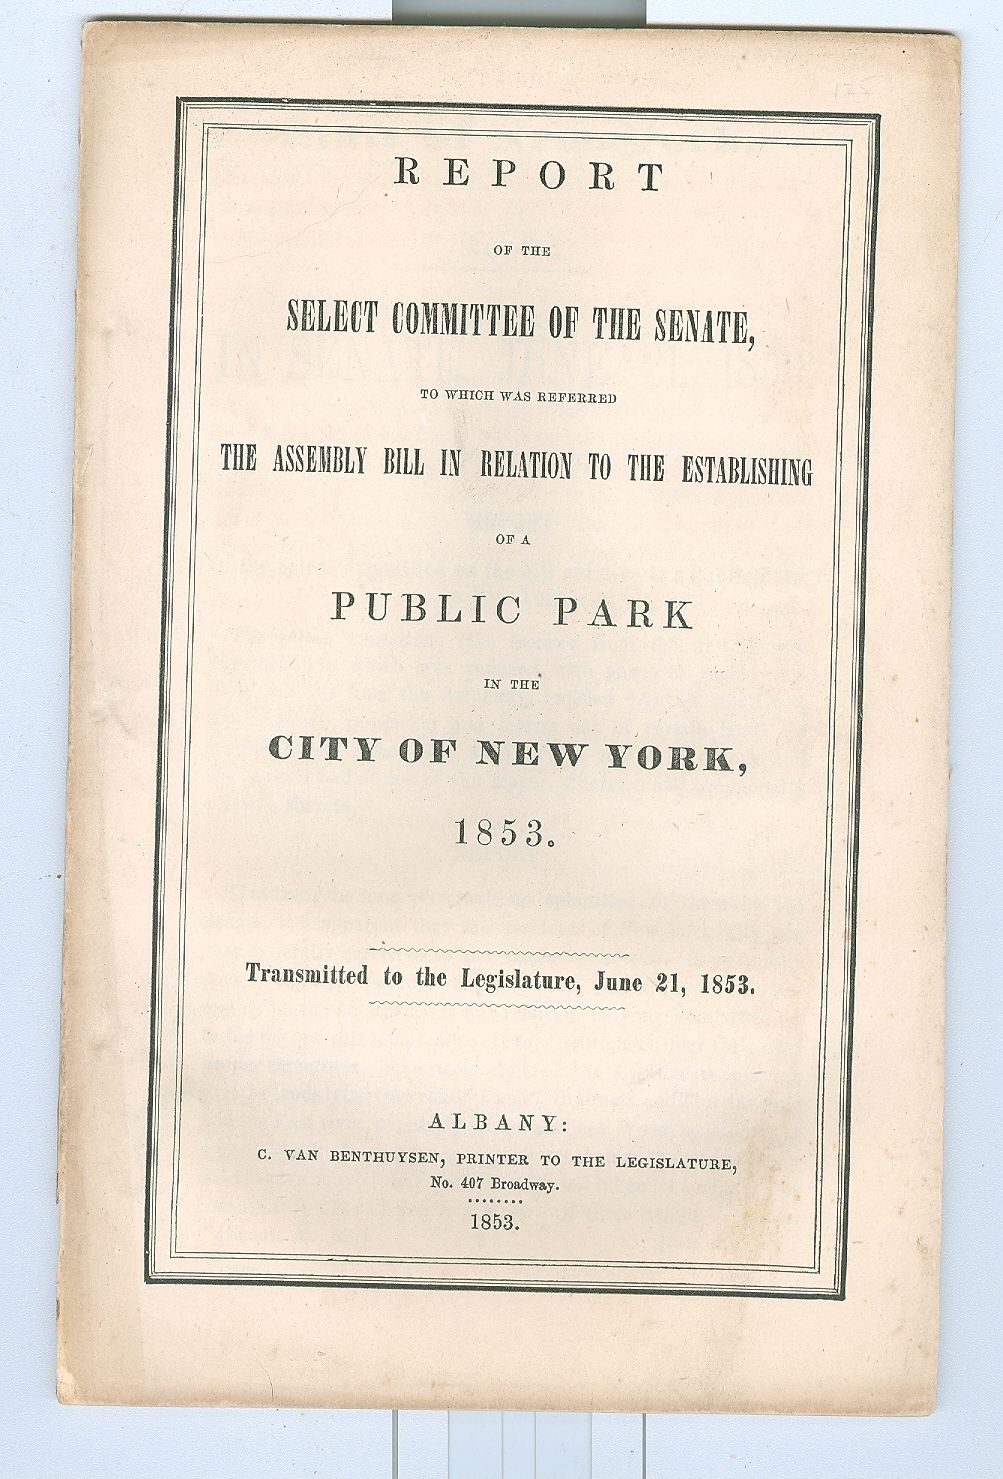 REPORT
OF THE
SELECT COMMITTEE OF THE SENATE,
TO WHICH WAS REFERRED
THE ASSEMBLY BILL IN RELATION TO THE ESTABLISHING
OF A
PUBLIC PARK
IN THE
CITY OF NEW YORK,
1853.
Transmitted to the Legislature, June 21, 1853.
ALBANY:
C. VAN BENTHUYSEN, PRINTER TO THE LEGISLATURE,
No. 407 Broadway.
1853.